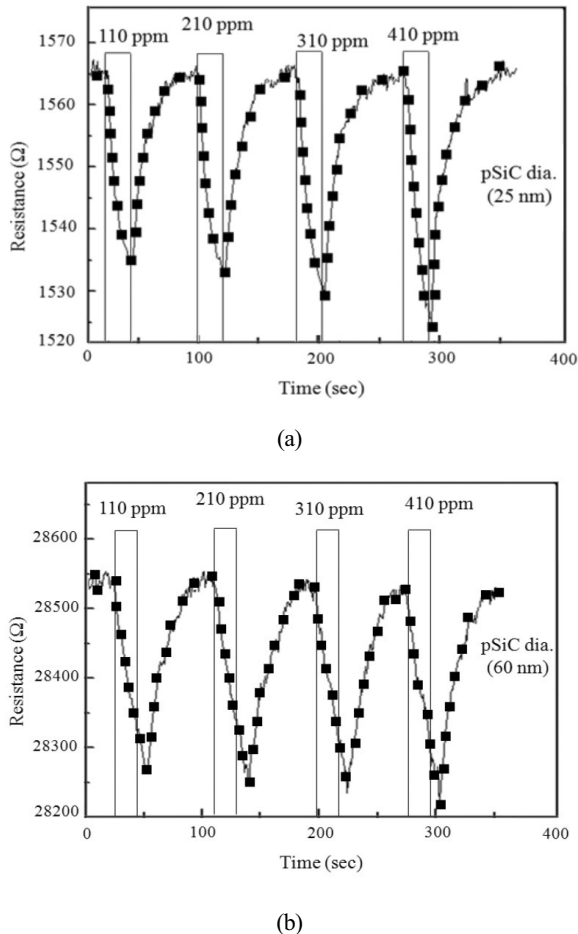 110 ppm
210 ppm
310 ppm
410 ppm
1570
1560
1550
1540
1530
1520
Resistance (Ω)
pSiC dia.
(25 nm)
0
100
200
300
400
Time (sec)
(a)
110 ppm
210 ppm
310 ppm
410 ppm
28600
28500
28400
28300
28200
Resistance (Ω)
pSiC dia.
(60 nm)
0
100
200
300
400
Time (sec)
(b)